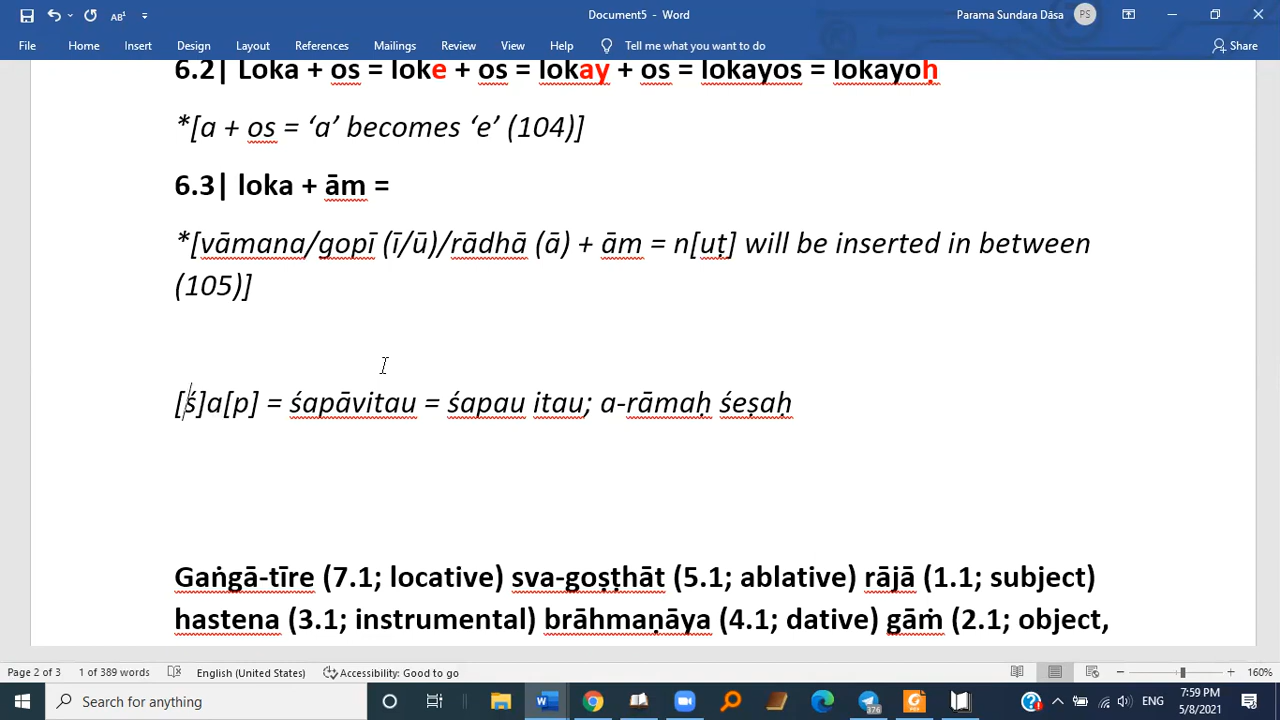 Document5 - Word
Parama Sundara Dāsa PS
File Home Insert Design Layout References Mailings Review View Help Tell me what you want to do Share
6.2| Loka + os = loke + os = lokay + os = lokayos = lokayoḥ
*[a + os = ‘a’ becomes ‘e’ (104)]
6.3| loka + ām =
*[vāmana/gopī (ī/ū)/rādhā (ā) + ām = n[uṭ] will be inserted in between
(105)]
[ś]a[p] = śapāvitau = śapau itau; a-rāmaḥ śeṣaḥ
Gaṅgā-tīre (7.1; locative) sva-goṣṭhāt (5.1; ablative) rājā (1.1; subject)
hastena (3.1; instrumental) brāhmaṇāya (4.1; dative) gāṁ (2.1; object,
Page 2 of 3 1 of 389 words English (United States) Accessibility: Good to go 160%
Search for anything 376 ENG 7:59 PM
5/8/2021